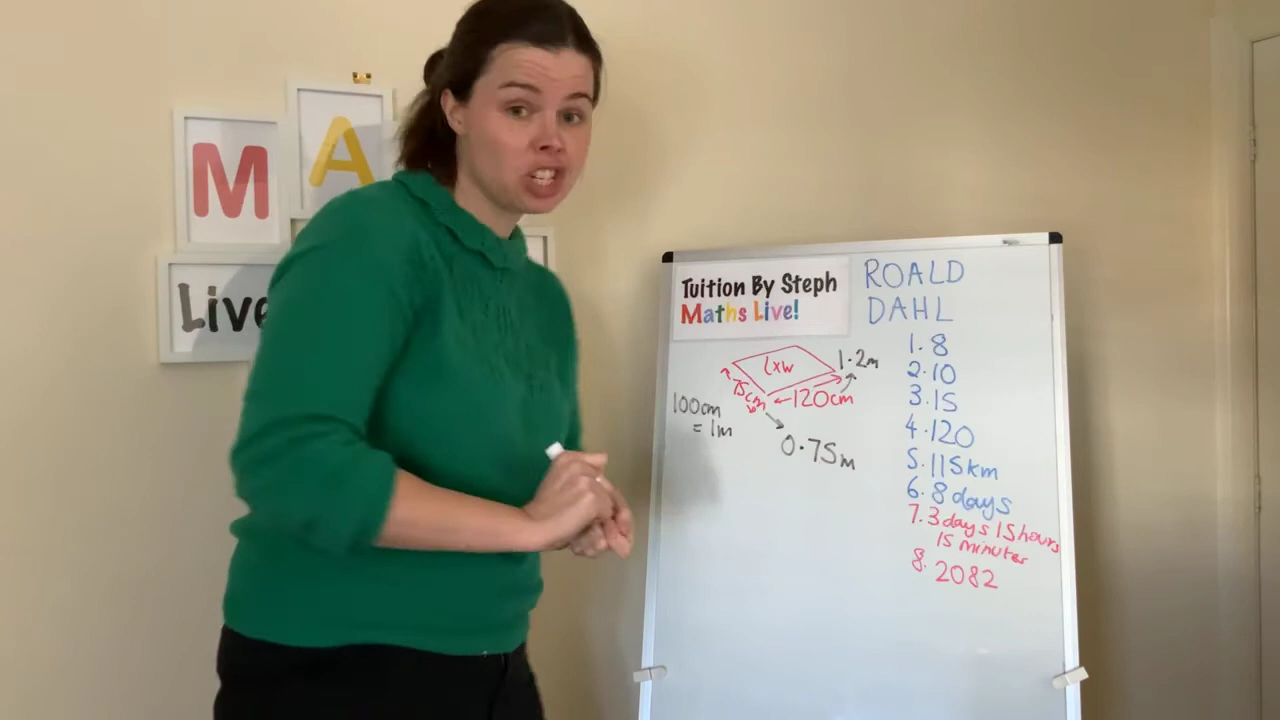 M
A
Live
Tuition By Steph
Maths Live!
ROALD
DAHL
1.8
2.10
3.15
4.120
5.115km
6.8 days
7.3 days 15 hours
15 minutes
8. 2082
lxw
1.2m
75cm
120cm
100cm
= 1m
0.75m